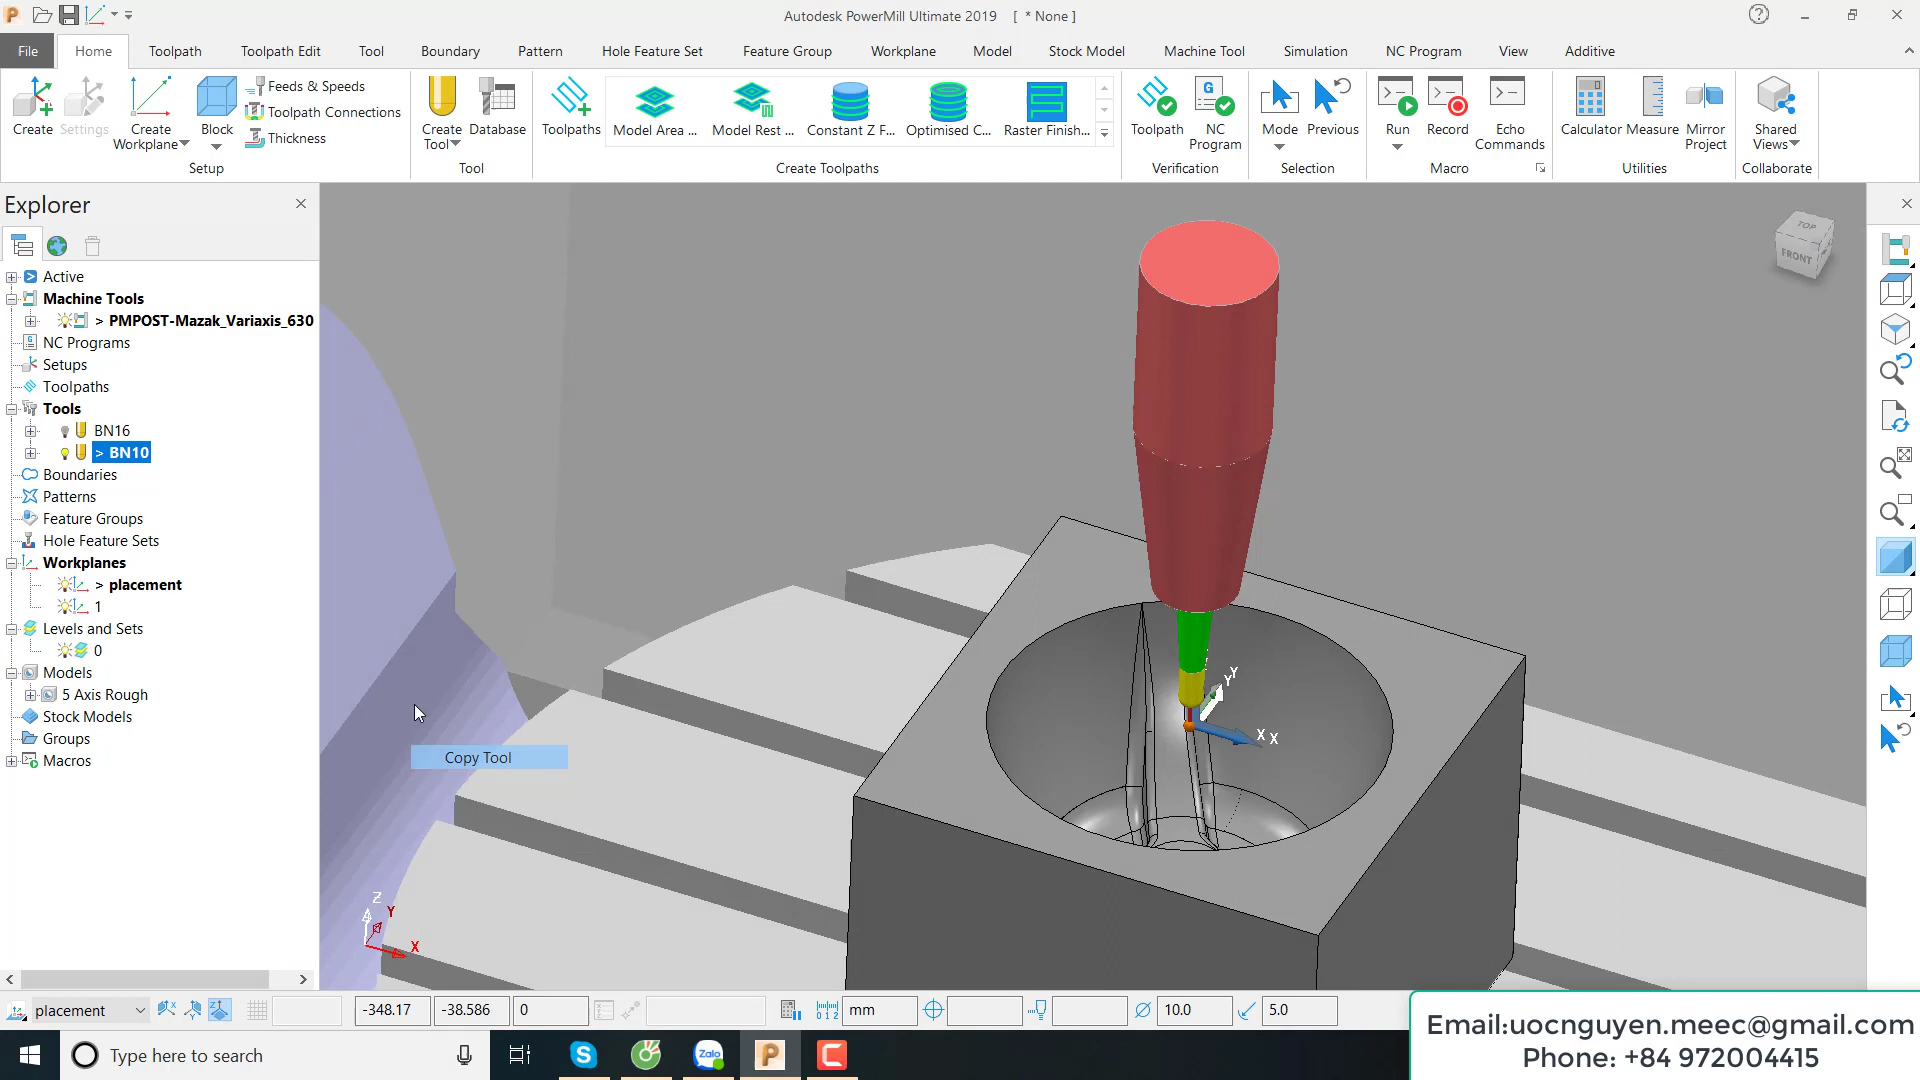 Autodesk PowerMill Ultimate 2019 [ * None ]
File Home Toolpath Toolpath Edit Tool Boundary Pattern Hole Feature Set Feature Group Workplane Model Stock Model Machine Tool Simulation NC Program View Additive
Create Settings Create Workplane Block Feeds & Speeds Toolpath Connections Thickness
Create Tool Database
Toolpaths Model Area ... Model Rest ... Constant Z F... Optimised C... Raster Finish...
Toolpath NC Program
Mode Previous
Run Record Echo Commands
Calculator Measure Mirror Project
Shared Views
Setup Tool Create Toolpaths Verification Selection Macro Utilities Collaborate
Explorer
Active
Machine Tools
> PMPOST-Mazak_Variaxis_630
NC Programs
Setups
Toolpaths
Tools
BN16
> BN10
Boundaries
Patterns
Feature Groups
Hole Feature Sets
Workplanes
> placement
1
Levels and Sets
0
Models
5 Axis Rough
Stock Models
Groups
Macros
Copy Tool
TOP
FRONT
Y Y
X X
Z
Y
X
placement -348.17 -38.586 0 mm 10.0 5.0
Type here to search
Zalo
Email:uocnguyen.meec@gmail.com
Phone: +84 972004415